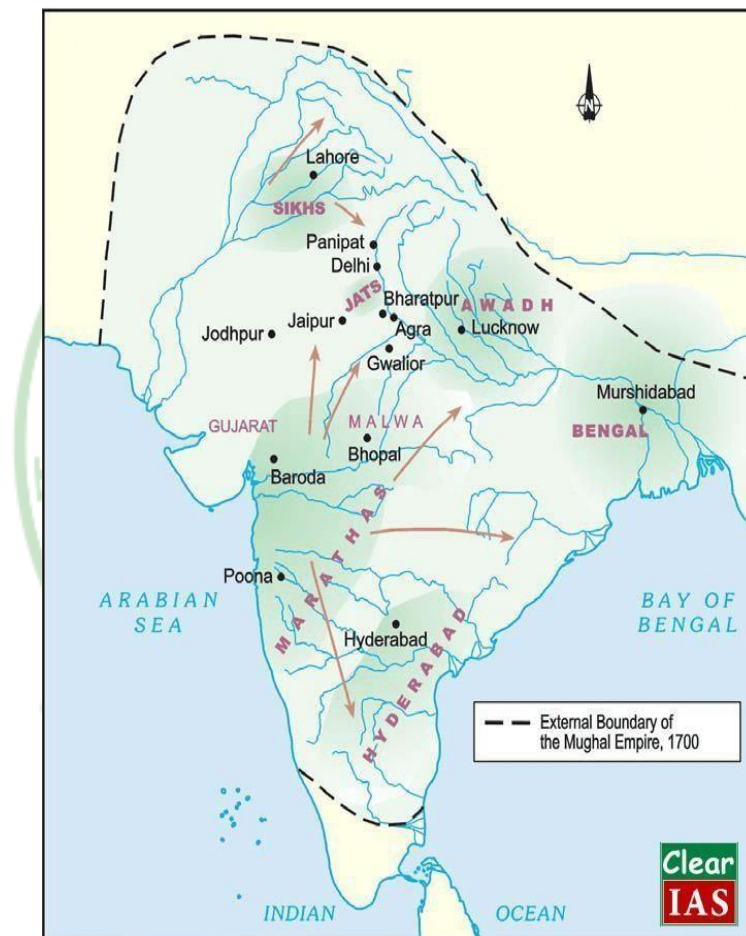 N
Lahore
SIKHS
Panipat
Delhi
JATS
Bharatpur
AWADH
Jaipur
Agra
Lucknow
Jodhpur
Gwalior
Murshidabad
GUJARAT
MALWA
BENGAL
Bhopal
Baroda
MARATHAS
Poona
ARABIAN
SEA
BAY OF
BENGAL
Hyderabad
HYDERABAD
External Boundary of
the Mughal Empire, 1700
Clear
IAS
INDIAN
OCEAN